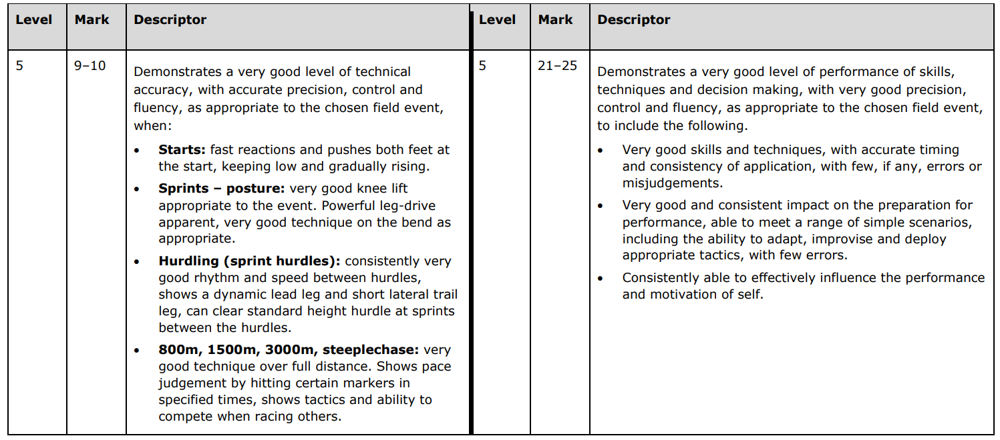 Level Mark Descriptor Level Mark Descriptor
5 9–10
Demonstrates a very good level of technical
accuracy, with accurate precision, control and
fluency, as appropriate to the chosen field event,
when:
• Starts: fast reactions and pushes both feet at
the start, keeping low and gradually rising.
• Sprints – posture: very good knee lift
appropriate to the event. Powerful leg-drive
apparent, very good technique on the bend as
appropriate.
• Hurdling (sprint hurdles): consistently very
good rhythm and speed between hurdles,
shows a dynamic lead leg and short lateral trail
leg, can clear standard height hurdle at sprints
between the hurdles.
• 800m, 1500m, 3000m, steeplechase: very
good technique over full distance. Shows pace
judgement by hitting certain markers in
specified times, shows tactics and ability to
compete when racing others.
5 21–25
Demonstrates a very good level of performance of skills,
techniques and decision making, with very good precision,
control and fluency, as appropriate to the chosen field event,
to include the following.
• Very good skills and techniques, with accurate timing
and consistency of application, with few, if any, errors or
misjudgements.
• Very good and consistent impact on the preparation for
performance, able to meet a range of simple scenarios,
including the ability to adapt, improvise and deploy
appropriate tactics, with few errors.
• Consistently able to effectively influence the performance
and motivation of self.